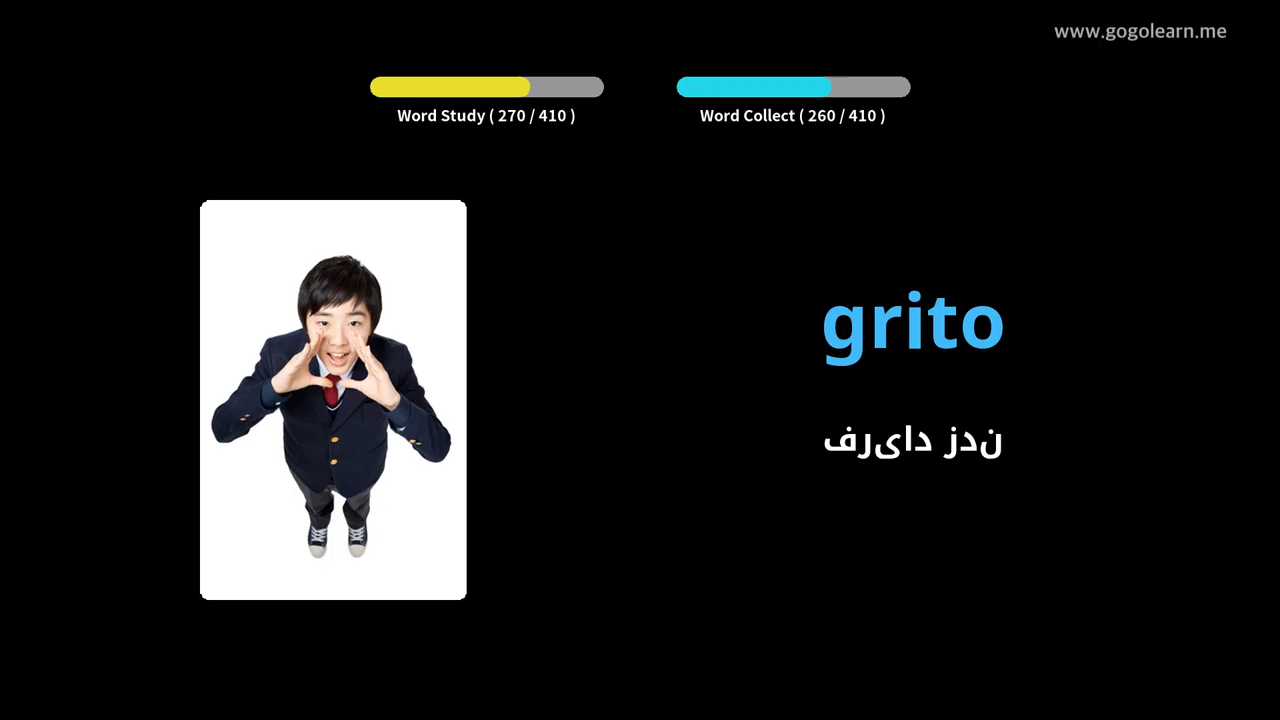 www.gogolearn.me
Word Study ( 270 / 410 )
Word Collect ( 260 / 410 )
grito
فریاد زدن